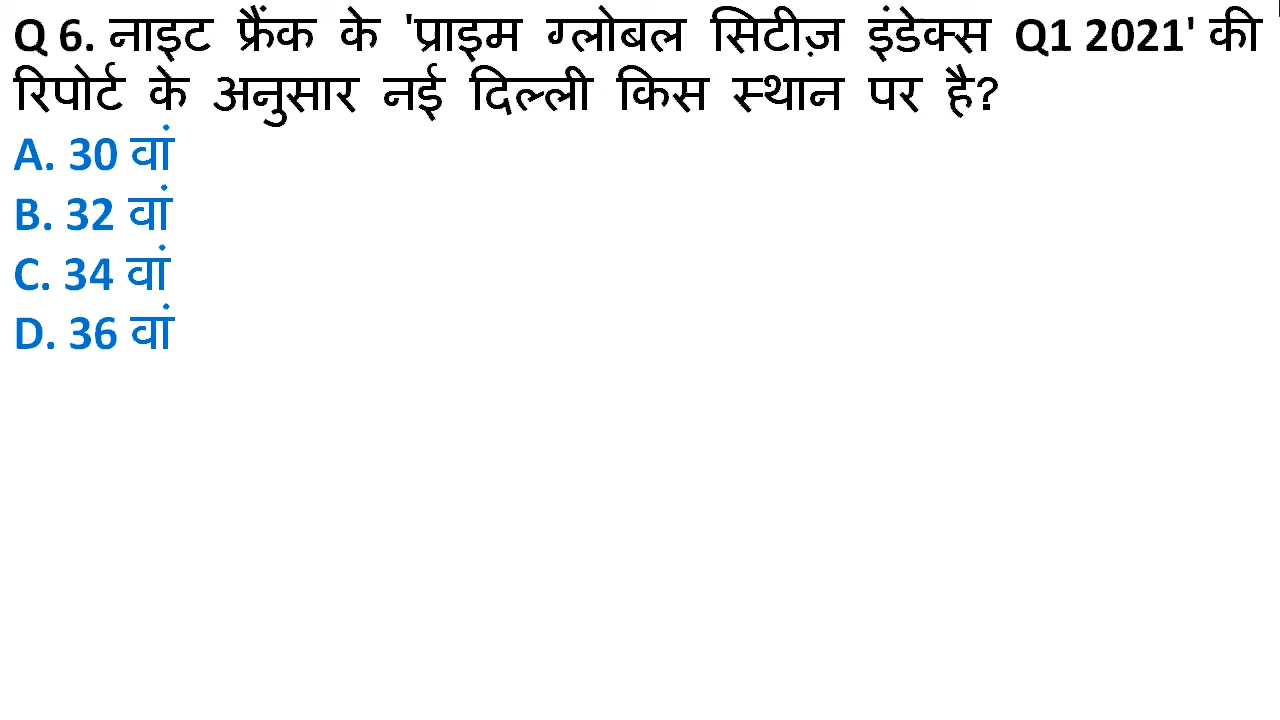 Q 6. नाइट फ्रैंक के 'प्राइम ग्लोबल सिटीज़ इंडेक्स Q1 2021' की
रिपोर्ट के अनुसार नई दिल्ली किस स्थान पर है?
A. 30 वां
B. 32 वां
C. 34 वां
D. 36 वां